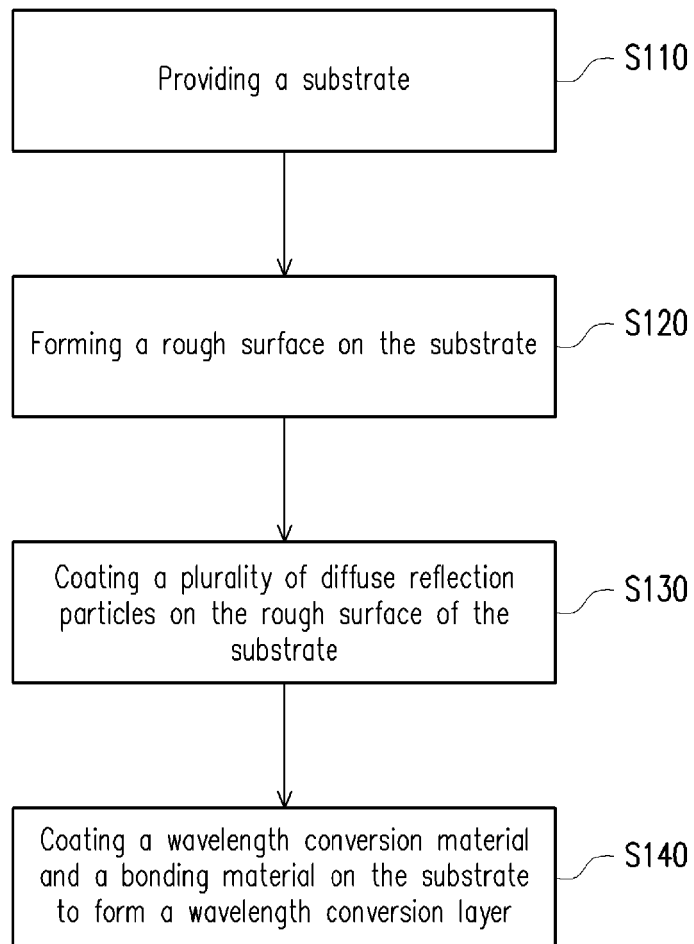 Providing a substrate
S110
Forming a rough surface on the substrate
S120
Coating a plurality of diffuse reflection
particles on the rough surface of the
substrate
S130
Coating a wavelength conversion material
and a bonding material on the substrate
to form a wavelength conversion layer
S140